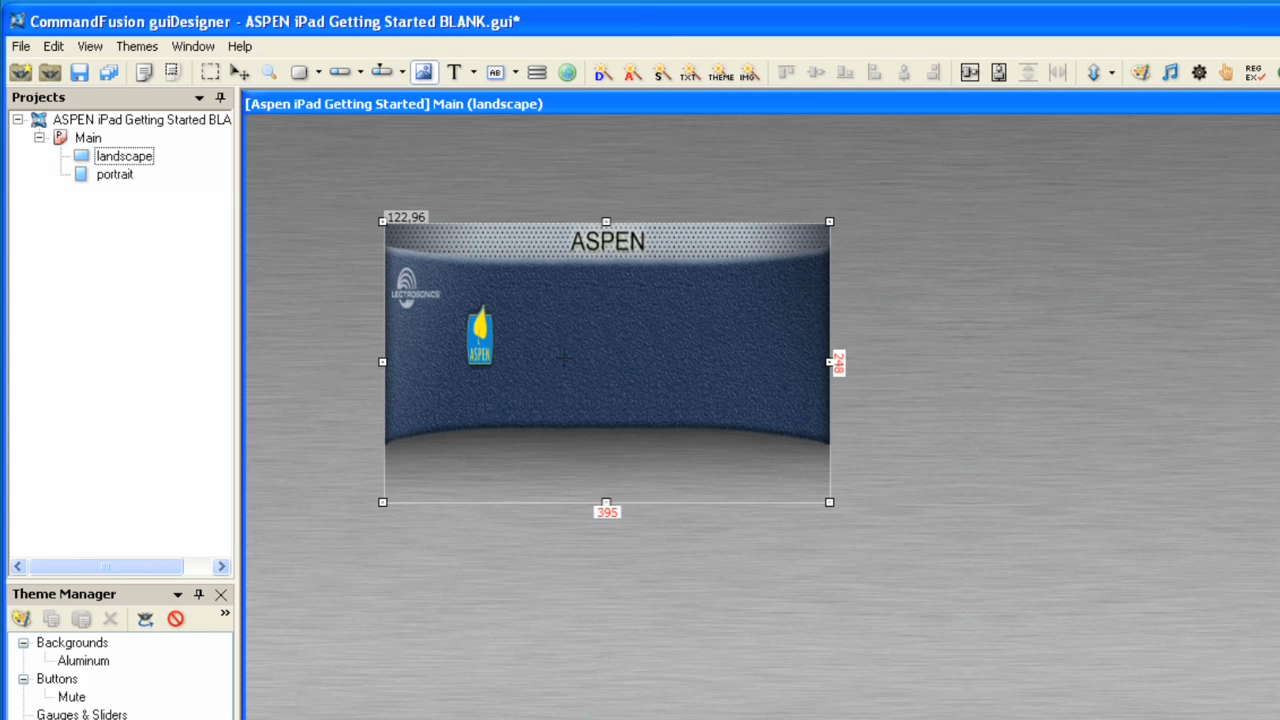 CommandFusion guiDesigner - ASPEN iPad Getting Started BLANK.gui*
File Edit View Themes Window Help
T AB D A S TXT THEME IMG REG EX
Projects
[Aspen iPad Getting Started] Main (landscape)
ASPEN iPad Getting Started BLA
Main
landscape
portrait
122,96
ASPEN
LECTROSONICS
ASPEN
248
395
Theme Manager
Backgrounds
Aluminum
Buttons
Mute
Gauges & Sliders